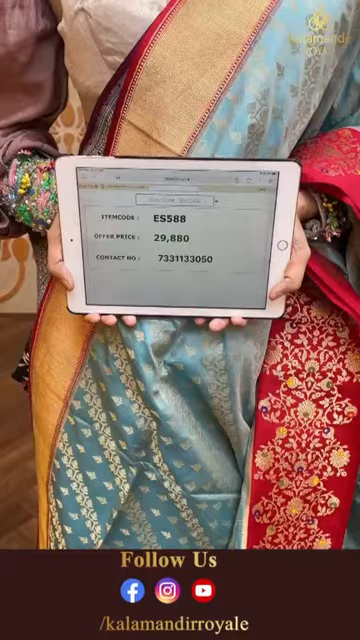 kalamandir
ROYALE
ITEMCODE : ES588
OFFER PRICE : 29,880
CONTACT NO : 7331133050
Follow Us
/kalamandirroyale